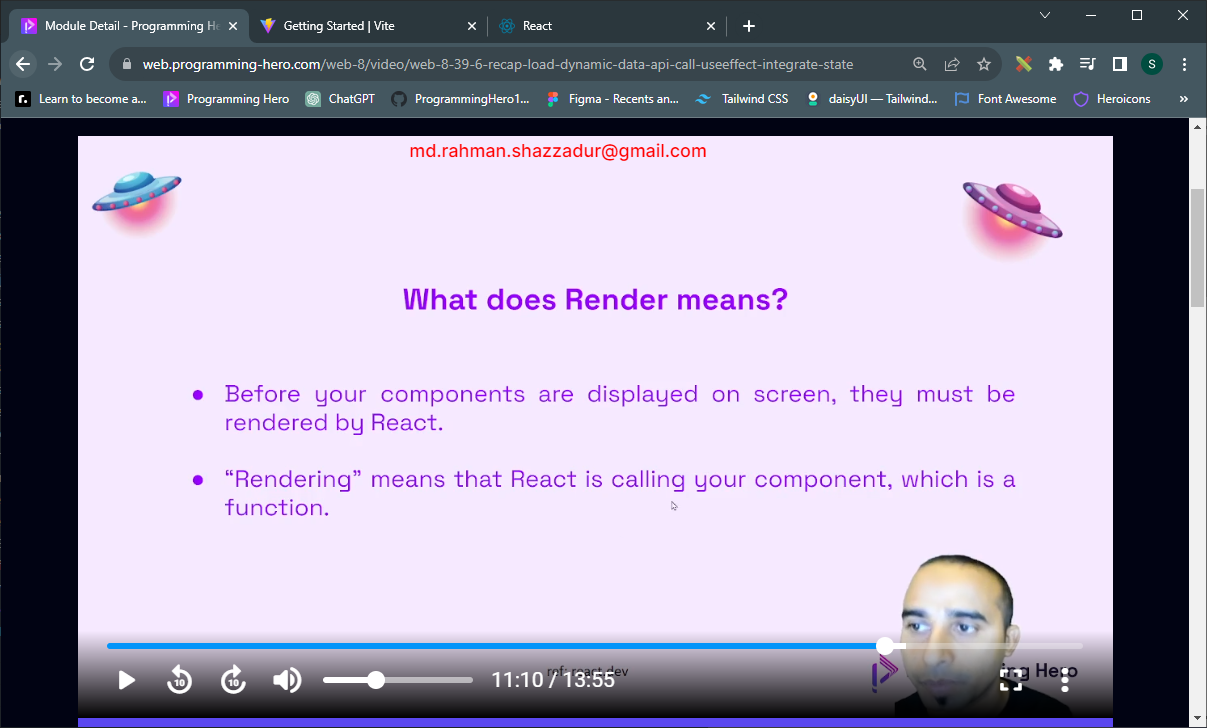 Module Detail - Programming He
Getting Started | Vite
React
web.programming-hero.com/web-8/video/web-8-39-6-recap-load-dynamic-data-api-call-useeffect-integrate-state
S
Learn to become a...
Programming Hero
ChatGPT
ProgrammingHero1...
Figma - Recents an...
Tailwind CSS
daisyUI — Tailwind...
Font Awesome
Heroicons
»
md.rahman.shazzadur@gmail.com
What does Render means?
● Before your components are displayed on screen, they must be
rendered by React.
● “Rendering” means that React is calling your component, which is a
function.
ref: react.dev
ng Hero
10
10
11:10 / 13:55